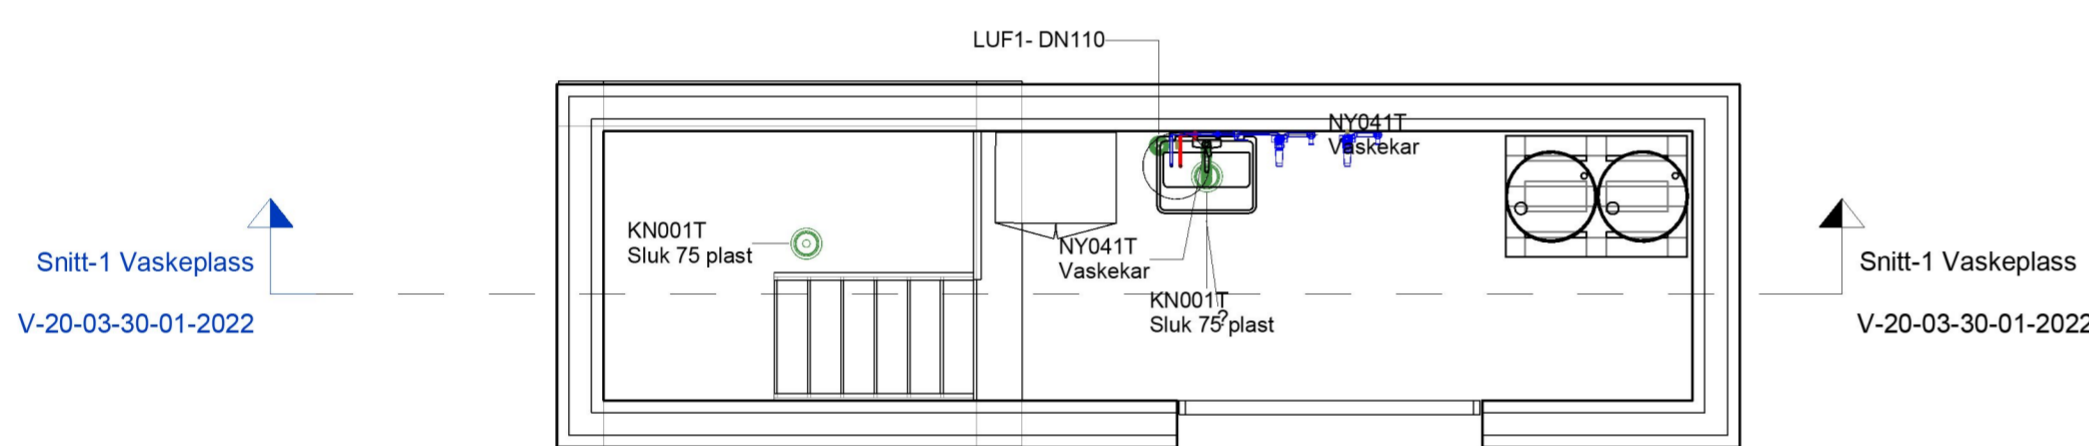 LUF1- DN110
NY041T
Vaskekar
KN001T
Sluk 75 plast
NY041T
Vaskekar
KN001T
Sluk 75 plast
?
Snitt-1 Vaskeplass
V-20-03-30-01-2022
Snitt-1 Vaskeplass
V-20-03-30-01-2022